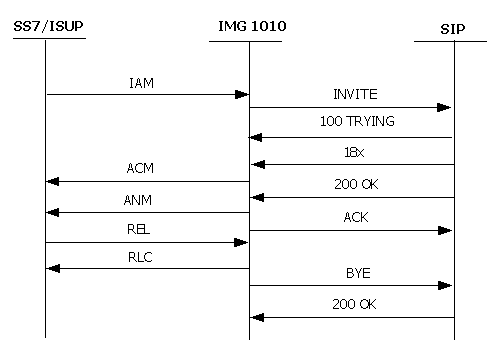 SS7/ISUP
IMG 1010
SIP
IAM
INVITE
100 TRYING
18x
ACM
200 OK
ANM
ACK
REL
RLC
BYE
200 OK